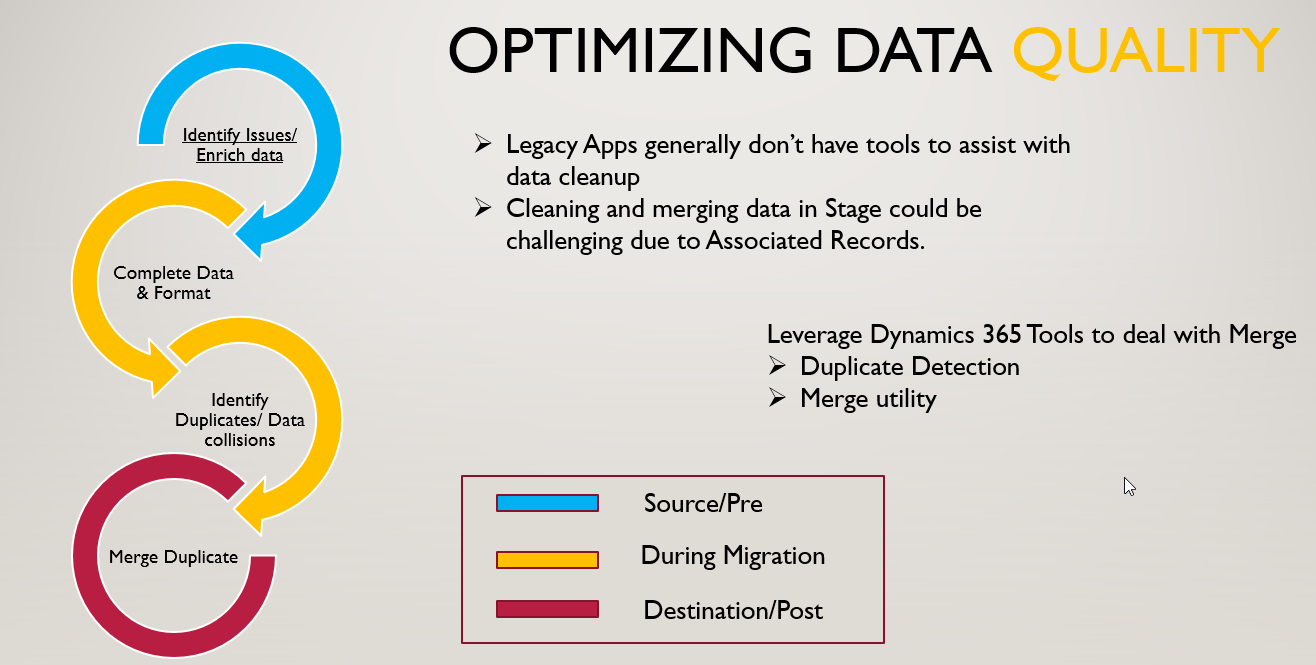 OPTIMIZING DATA QUALITY
Identify Issues/
Enrich data
Complete Data
& Format
Identify
Duplicates/ Data
collisions
Merge Duplicate
➢ Legacy Apps generally don’t have tools to assist with
data cleanup
➢ Cleaning and merging data in Stage could be
challenging due to Associated Records.
Leverage Dynamics 365 Tools to deal with Merge
➢ Duplicate Detection
➢ Merge utility
Source/Pre
During Migration
Destination/Post